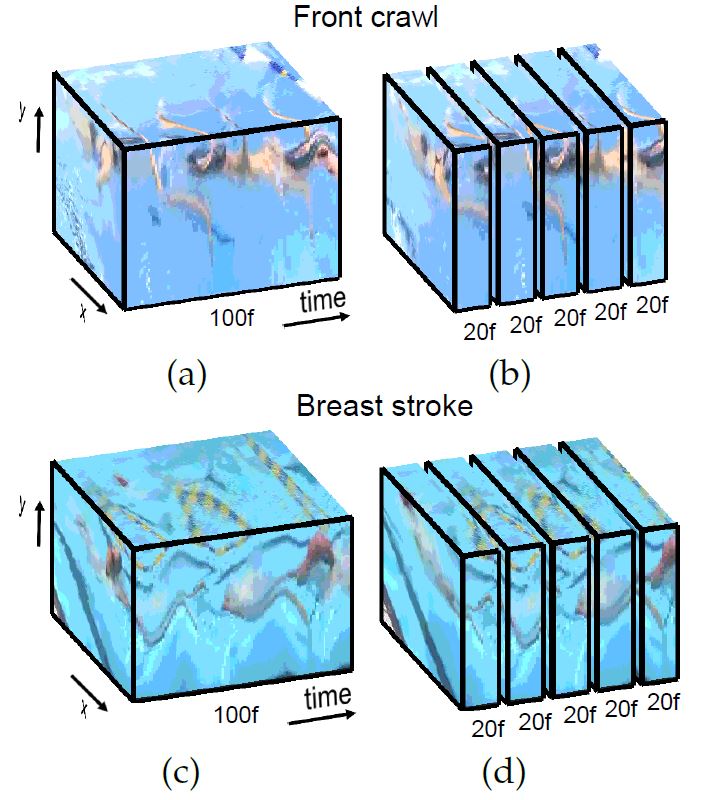 Front crawl
y
x
100f
time
20f 20f 20f 20f 20f
(a)
(b)
Breast stroke
y
x
100f
time
20f 20f 20f 20f 20f
(c)
(d)